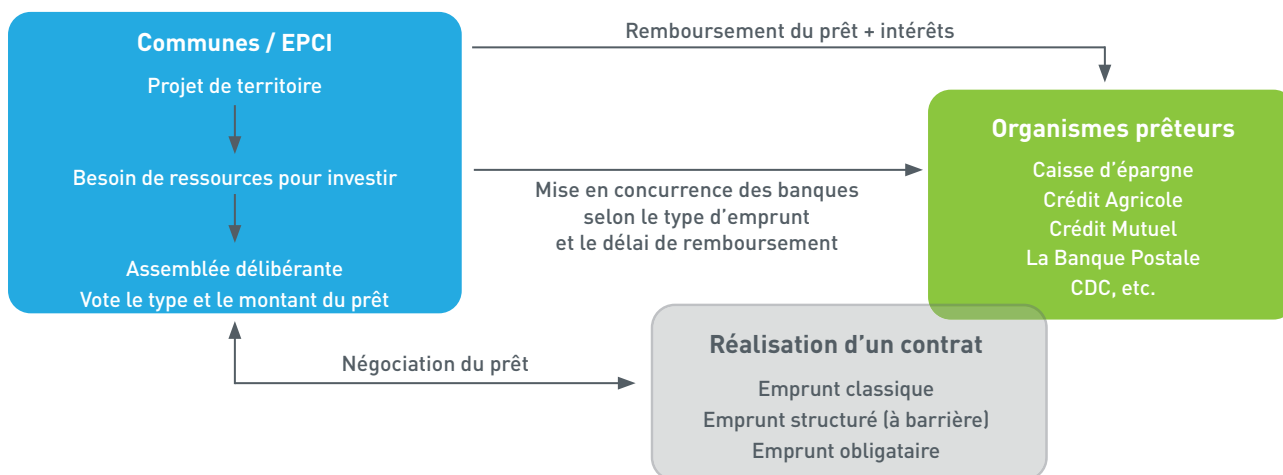 Communes / EPCI
Projet de territoire
Besoin de ressources pour investir
Assemblée délibérante
Vote le type et le montant du prêt
Remboursement du prêt + intérêts
Mise en concurrence des banques
selon le type d’emprunt
et le délai de remboursement
Organismes prêteurs
Caisse d’épargne
Crédit Agricole
Crédit Mutuel
La Banque Postale
CDC, etc.
Négociation du prêt
Réalisation d’un contrat
Emprunt classique
Emprunt structuré (à barrière)
Emprunt obligataire